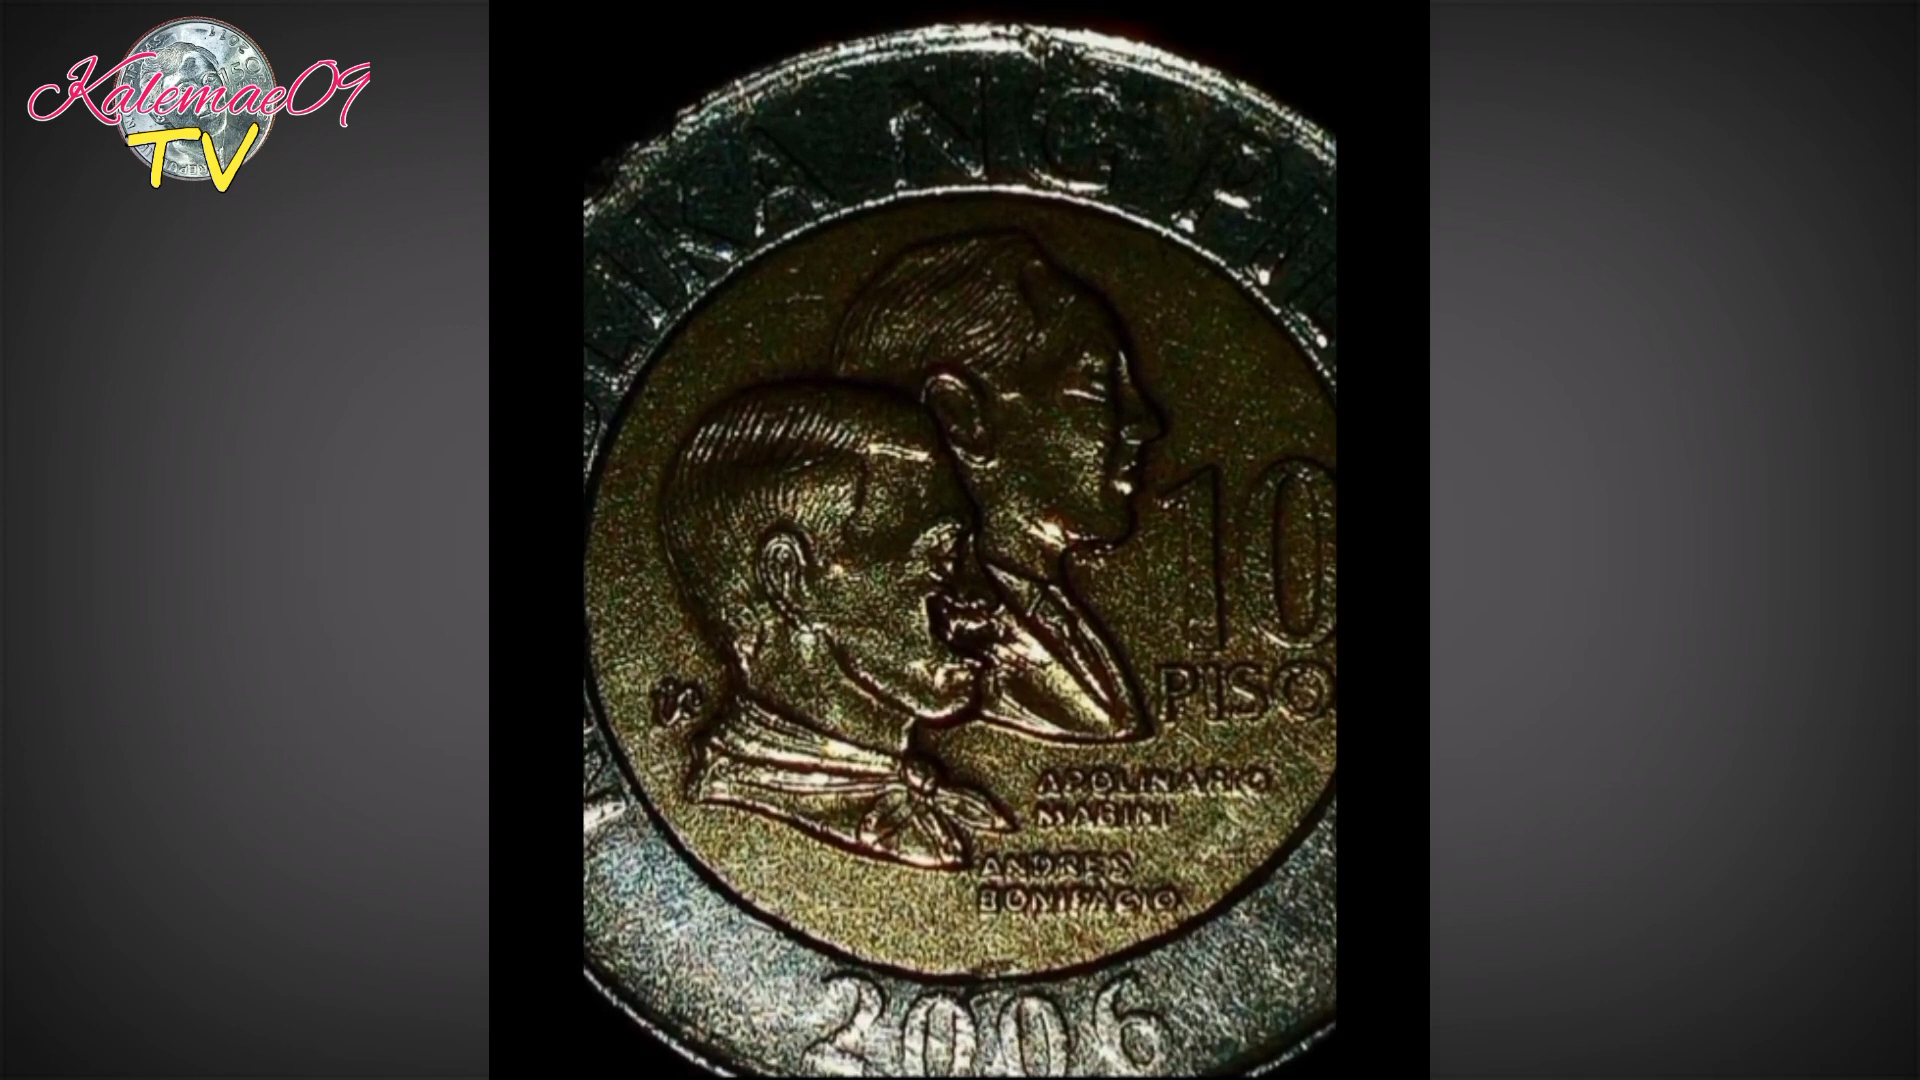 Kalemae09
TV
KA NG PI
10
PISO
APOLINARIO
MABINI
ANDRES
BONIFACIO
2006